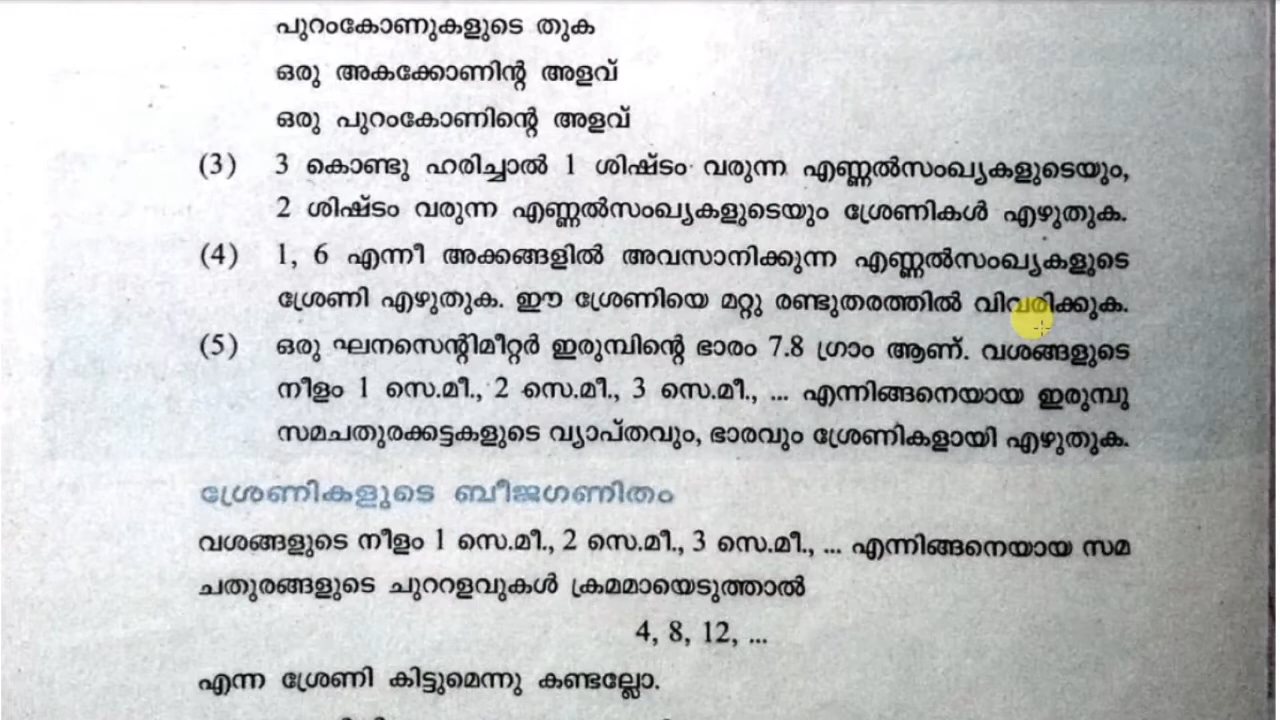 പുറംകോണുകളുടെ തുക
ഒരു അകക്കോണിന്റ അളവ്
ഒരു പുറംകോണിന്റെ അളവ്
(3) 3 കൊണ്ടു ഹരിച്ചാൽ 1 ശിഷ്ടം വരുന്ന എണ്ണൽസംഖ്യകളുടെയും,
2 ശിഷ്ടം വരുന്ന എണ്ണൽസംഖ്യകളുടെയും ശ്രേണികൾ എഴുതുക.
(4) 1, 6 എന്നീ അക്കങ്ങളിൽ അവസാനിക്കുന്ന എണ്ണൽസംഖ്യകളുടെ
ശ്രേണി എഴുതുക. ഈ ശ്രേണിയെ മറ്റു രണ്ടുതരത്തിൽ വിവരിക്കുക.
(5) ഒരു ഘനസെന്റിമീറ്റർ ഇരുമ്പിന്റെ ഭാരം 7.8 ഗ്രാം ആണ്. വശങ്ങളുടെ
നീളം 1 സെ.മീ., 2 സെ.മീ., 3 സെ.മീ., ... എന്നിങ്ങനെയായ ഇരുമ്പു
സമചതുരക്കട്ടകളുടെ വ്യാപ്തവും, ഭാരവും ശ്രേണികളായി എഴുതുക.
ശ്രേണികളുടെ ബീജഗണിതം
വശങ്ങളുടെ നീളം 1 സെ.മീ., 2 സെ.മീ., 3 സെ.മീ., ... എന്നിങ്ങനെയായ സമ
ചതുരങ്ങളുടെ ചുററളവുകൾ ക്രമമായെടുത്താൽ
4, 8, 12, ...
എന്ന ശ്രേണി കിട്ടുമെന്നു കണ്ടല്ലോ.